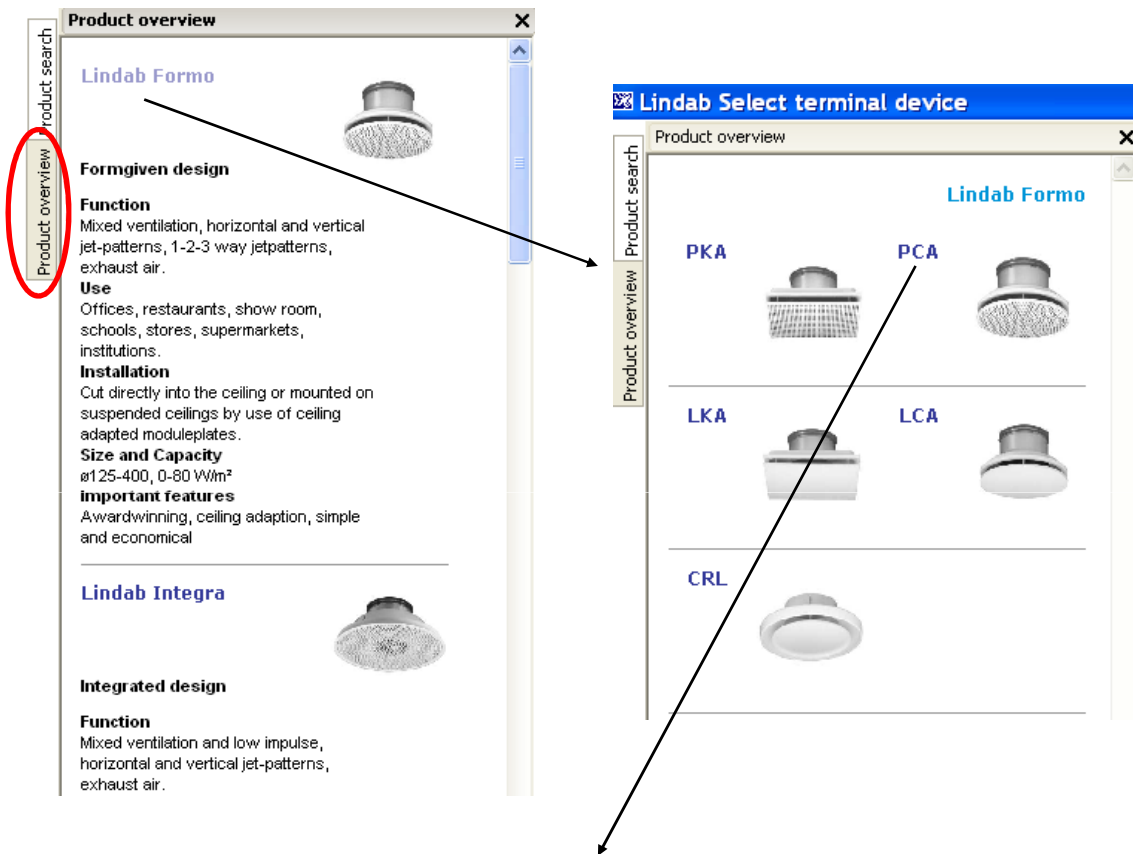 Product overview
Product search
Product overview
Lindab Formo
Formgiven design
Function
Mixed ventilation, horizontal and vertical
jet-patterns, 1-2-3 way jetpatterns,
exhaust air.
Use
Offices, restaurants, show room,
schools, stores, supermarkets,
institutions.
Installation
Cut directly into the ceiling or mounted on
suspended ceilings by use of ceiling
adapted moduleplates.
Size and Capacity
ø125-400, 0-80 W/m²
important features
Awardwinning, ceiling adaption, simple
and economical
Lindab Integra
Integrated design
Function
Mixed ventilation and low impulse,
horizontal and vertical jet-patterns,
exhaust air.
Lindab Select terminal device
Product overview
Product search
Product overview
Lindab Formo
PKA
PCA
LKA
LCA
CRL